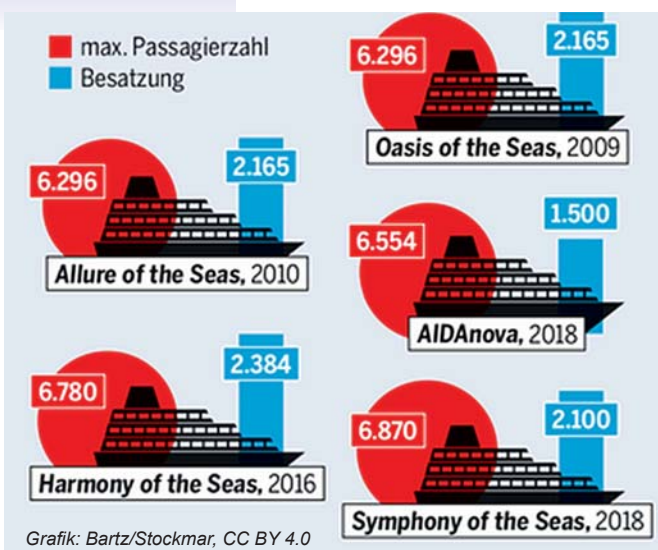 max. Passagierzahl
Besatzung
6.296
2.165
Oasis of the Seas, 2009
6.296
2.165
Allure of the Seas, 2010
6.554
1.500
AIDAnova, 2018
6.780
2.384
Harmony of the Seas, 2016
6.870
2.100
Symphony of the Seas, 2018
Grafik: Bartz/Stockmar, CC BY 4.0